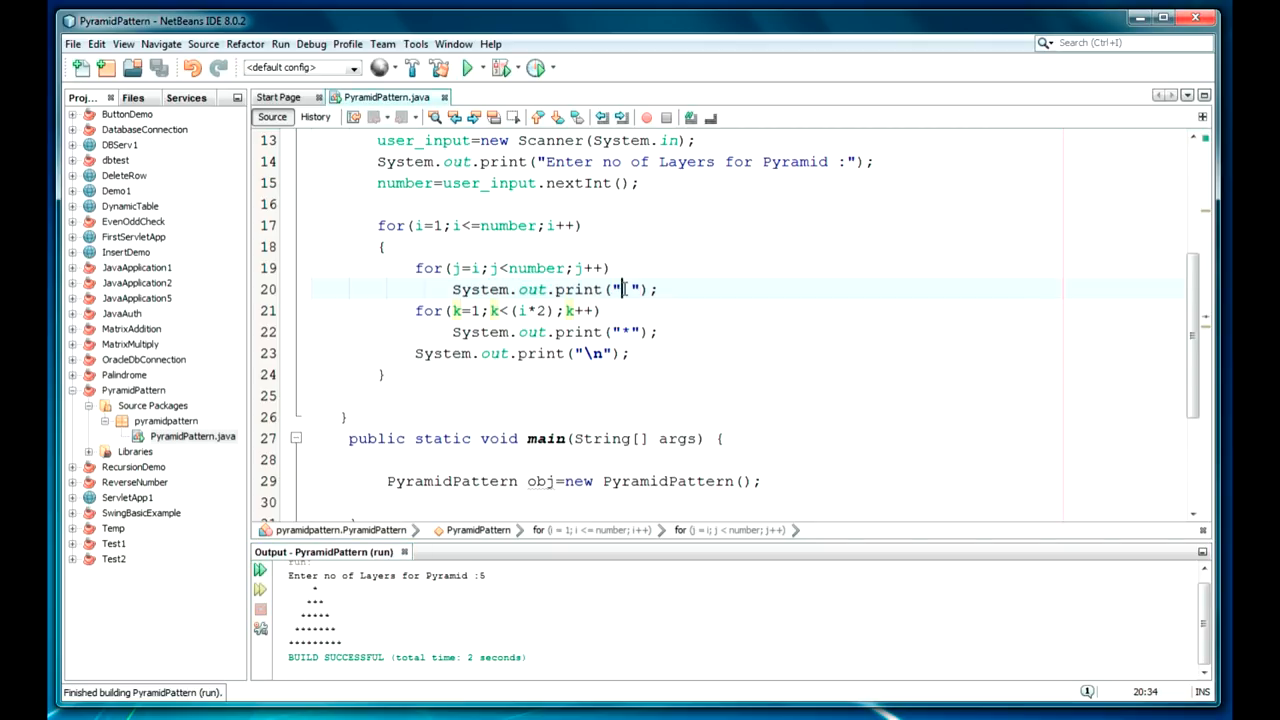 PyramidPattern - NetBeans IDE 8.0.2
File Edit View Navigate Source Refactor Run Debug Profile Team Tools Window Help
Search (Ctrl+I)
<default config>
Proj... Files Services
Start Page PyramidPattern.java
Source History
ButtonDemo
DatabaseConnection
DBServ1
dbtest
DeleteRow
Demo1
DynamicTable
EvenOddCheck
FirstServletApp
InsertDemo
JavaApplication1
JavaApplication2
JavaApplication5
JavaAuth
MatrixAddition
MatrixMultiply
OracleDbConnection
Palindrome
PyramidPattern
Source Packages
pyramidpattern
PyramidPattern.java
Libraries
RecursionDemo
ReverseNumber
ServletApp1
SwingBasicExample
Temp
Test1
Test2
13 user_input=new Scanner(System.in);
14 System.out.print("Enter no of Layers for Pyramid :");
15 number=user_input.nextInt();
16
17 for(i=1;i<=number;i++)
18 {
19 for(j=i;j<number;j++)
20 System.out.print(" ");
21 for(k=1;k<(i*2);k++)
22 System.out.print("*");
23 System.out.print("\n");
24 }
25
26 }
27 public static void main(String[] args) {
28
29 PyramidPattern obj=new PyramidPattern();
30
pyramidpattern.PyramidPattern PyramidPattern for (i = 1; i <= number; i++) for (j = i; j < number; j++)
Output - PyramidPattern (run)
run:
Enter no of Layers for Pyramid :5
*
***
*****
*******
*********
BUILD SUCCESSFUL (total time: 2 seconds)
Finished building PyramidPattern (run).
1 20:34 INS